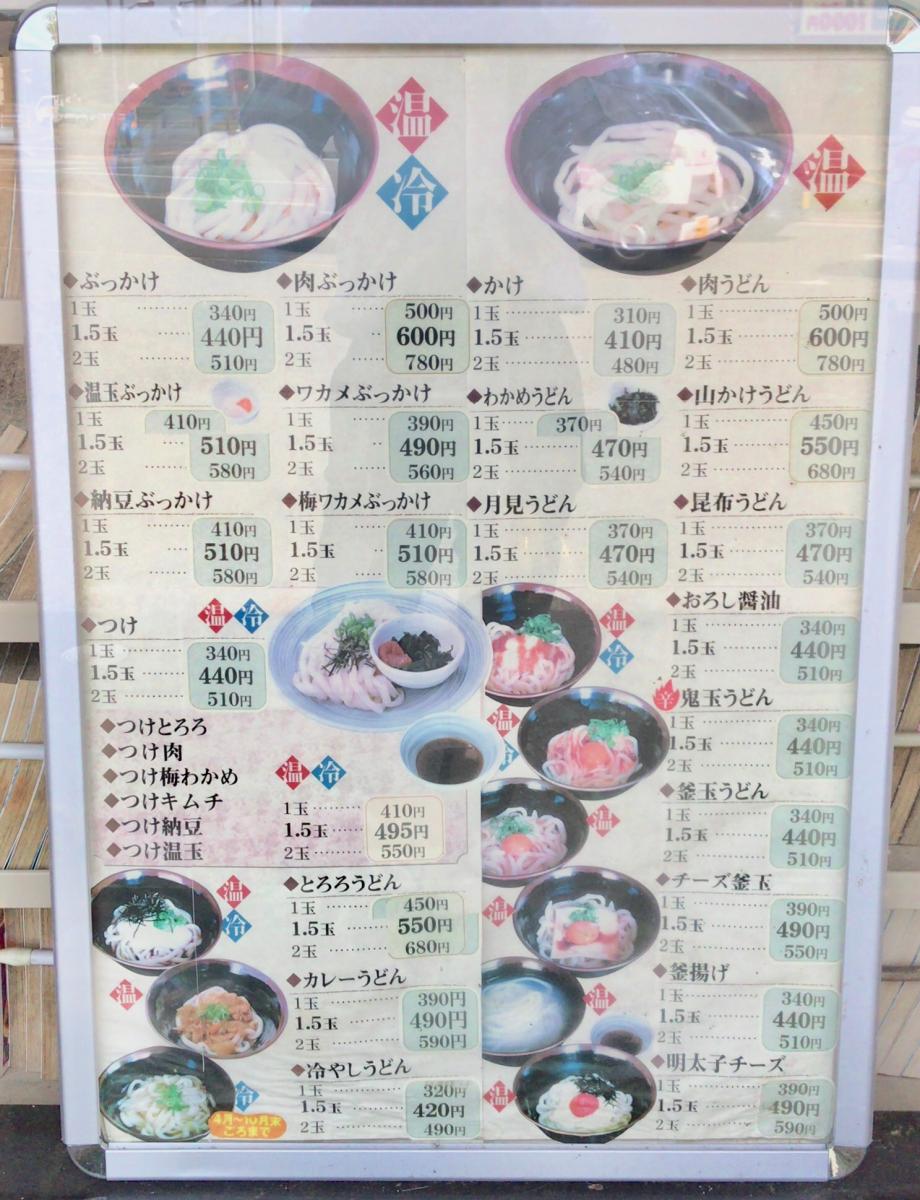 温
冷
温
◆ぶっかけ
1玉 ‥‥‥ 340円
1.5玉 ‥‥ 440円
2玉 ‥‥‥ 510円
◆肉ぶっかけ
1玉 ‥‥‥ 500円
1.5玉 ‥‥ 600円
2玉 ‥‥‥ 780円
◆かけ
1玉 ‥‥‥ 310円
1.5玉 ‥‥ 410円
2玉 ‥‥‥ 480円
◆肉うどん
1玉 ‥‥‥ 500円
1.5玉 ‥‥ 600円
2玉 ‥‥‥ 780円
◆温玉ぶっかけ
1玉 ‥‥‥ 410円
1.5玉 ‥‥ 510円
2玉 ‥‥‥ 580円
◆ワカメぶっかけ
1玉 ‥‥‥ 390円
1.5玉 ‥‥ 490円
2玉 ‥‥‥ 560円
◆わかめうどん
1玉 ‥‥‥ 370円
1.5玉 ‥‥ 470円
2玉 ‥‥‥ 540円
◆山かけうどん
1玉 ‥‥‥ 450円
1.5玉 ‥‥ 550円
2玉 ‥‥‥ 680円
◆納豆ぶっかけ
1玉 ‥‥‥ 410円
1.5玉 ‥‥ 510円
2玉 ‥‥‥ 580円
◆梅ワカメぶっかけ
1玉 ‥‥‥ 410円
1.5玉 ‥‥ 510円
2玉 ‥‥‥ 580円
◆月見うどん
1玉 ‥‥‥ 370円
1.5玉 ‥‥ 470円
2玉 ‥‥‥ 540円
◆昆布うどん
1玉 ‥‥‥ 370円
1.5玉 ‥‥ 470円
2玉 ‥‥‥ 540円
◆つけ
温 冷
1玉 ‥‥‥ 340円
1.5玉 ‥‥ 440円
2玉 ‥‥‥ 510円
◆つけとろろ
◆つけ肉
◆つけ梅わかめ
◆つけキムチ
◆つけ納豆
◆つけ温玉
温 冷
1玉 ‥‥‥ 410円
1.5玉 ‥‥ 495円
2玉 ‥‥‥ 550円
温
冷
◆とろろうどん
1玉 ‥‥‥ 450円
1.5玉 ‥‥ 550円
2玉 ‥‥‥ 680円
温
◆カレーうどん
1玉 ‥‥‥ 390円
1.5玉 ‥‥ 490円
2玉 ‥‥‥ 590円
冷
4月〜10月末
ごろまで
◆冷やしうどん
1玉 ‥‥‥ 320円
1.5玉 ‥‥ 420円
2玉 ‥‥‥ 490円
温
冷
◆おろし醤油
1玉 ‥‥‥ 340円
1.5玉 ‥‥ 440円
2玉 ‥‥‥ 510円
温
冷
辛 鬼玉うどん
1玉 ‥‥‥ 340円
1.5玉 ‥‥ 440円
2玉 ‥‥‥ 510円
温
◆釜玉うどん
1玉 ‥‥‥ 340円
1.5玉 ‥‥ 440円
2玉 ‥‥‥ 510円
温
◆チーズ釜玉
1玉 ‥‥‥ 390円
1.5玉 ‥‥ 490円
2玉 ‥‥‥ 550円
温
◆釜揚げ
1玉 ‥‥‥ 340円
1.5玉 ‥‥ 440円
2玉 ‥‥‥ 510円
温
◆明太子チーズ
1玉 ‥‥‥ 390円
1.5玉 ‥‥ 490円
2玉 ‥‥‥ 590円